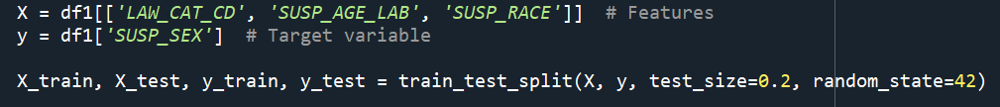 X = df1[['LAW_CAT_CD', 'SUSP_AGE_LAB', 'SUSP_RACE']]  # Features
y = df1['SUSP_SEX']  # Target variable
X_train, X_test, y_train, y_test = train_test_split(X, y, test_size=0.2, random_state=42)